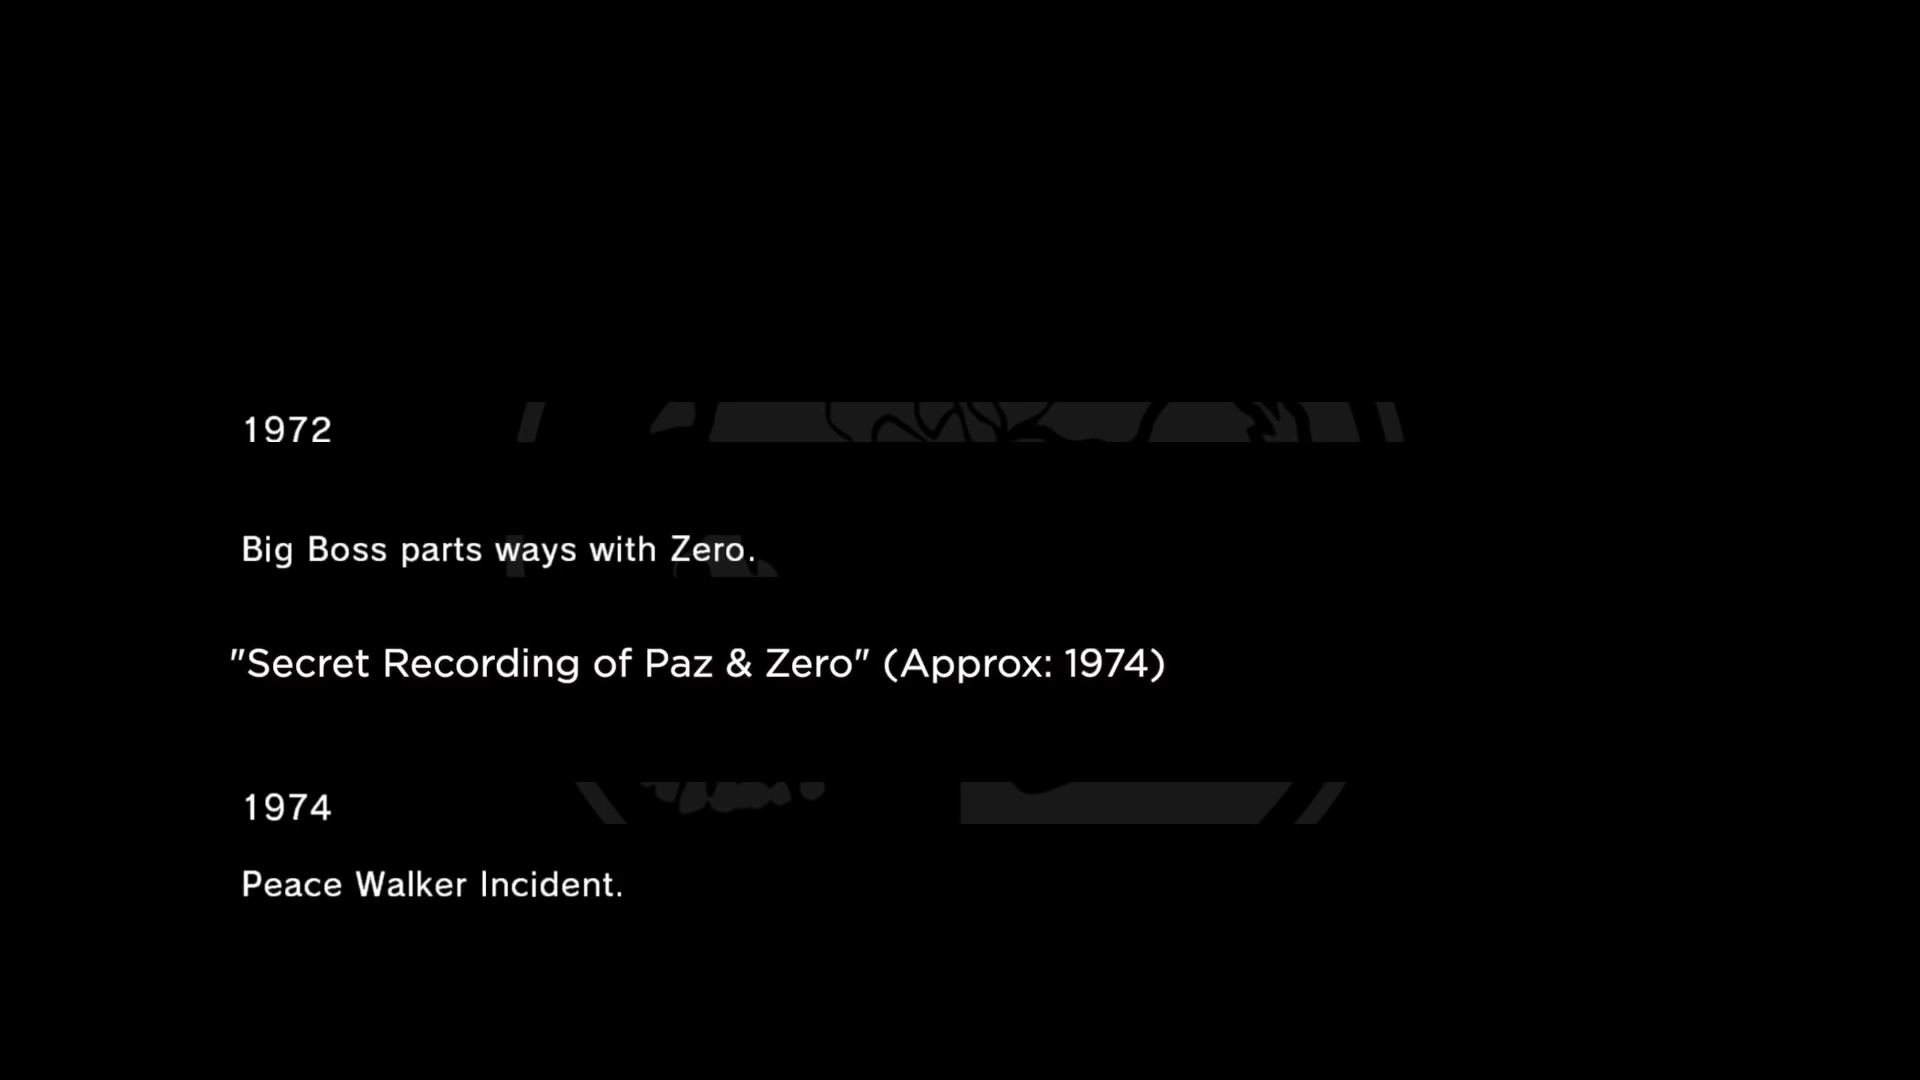 1972
Big Boss parts ways with Zero.
"Secret Recording of Paz & Zero" (Approx: 1974)
1974
Peace Walker Incident.